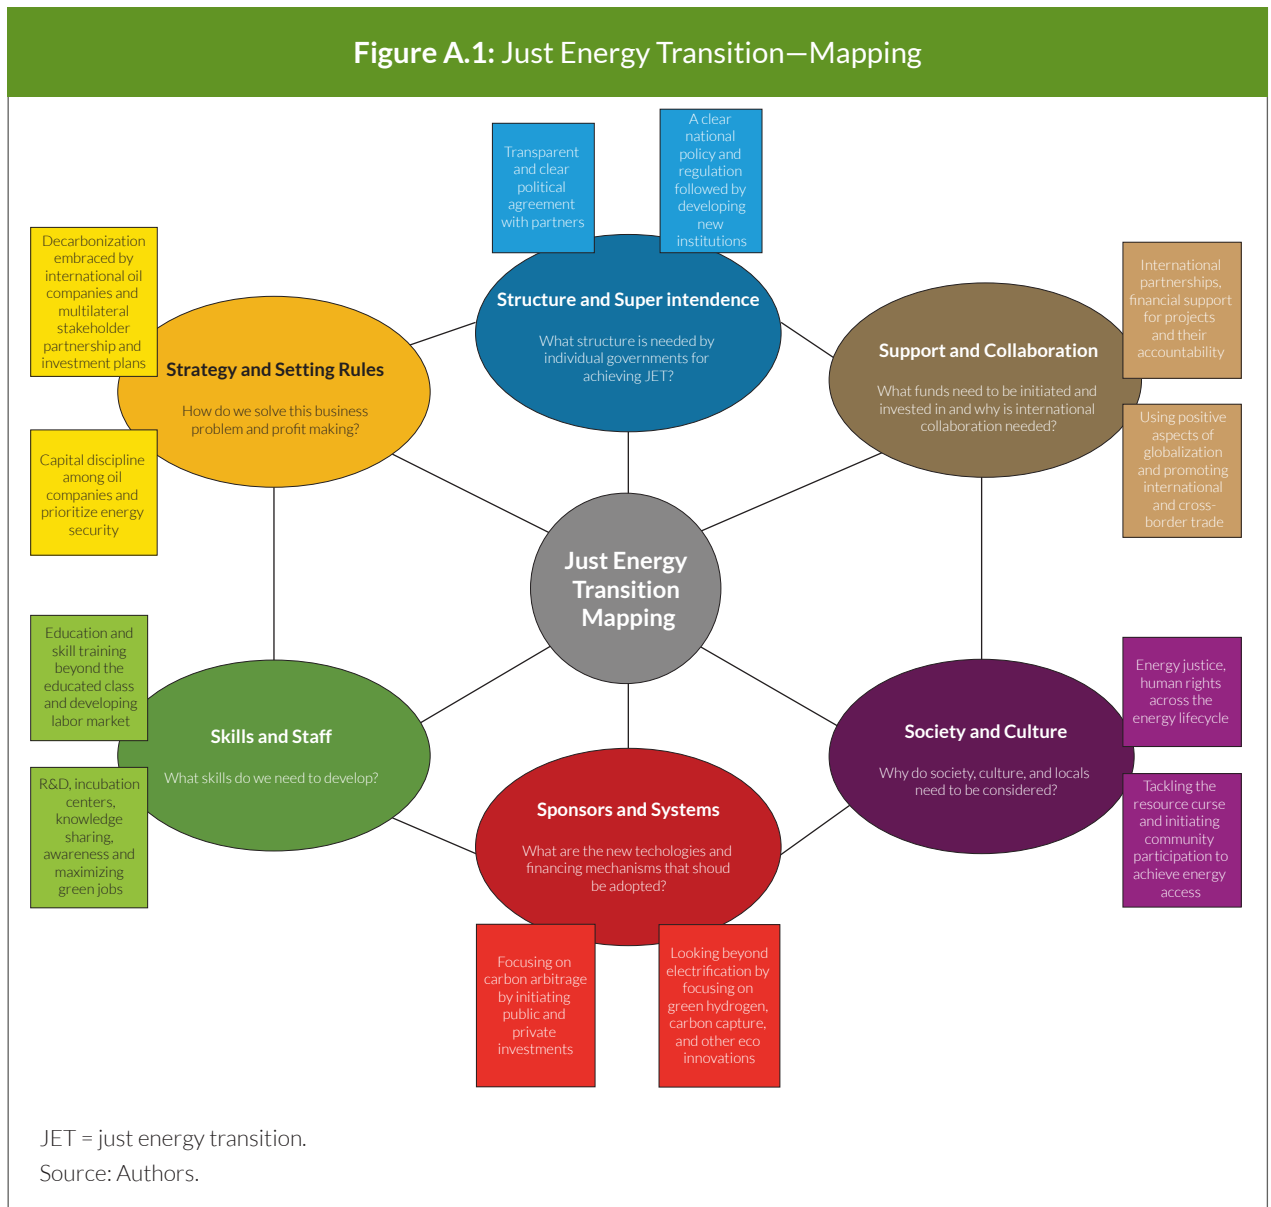 Figure A.1: Just Energy Transition—Mapping
Transparent
and clear
political
agreement
with partners
A clear
national
policy and
regulation
followed by
developing
new
institutions
Structure and Super intendence
What structure is needed by
individual governments for
achieving JET?
Decarbonization
embraced by
international oil
companies and
multilateral
stakeholder
partnership and
investment plans
Strategy and Setting Rules
How do we solve this business
problem and profit making?
Capital discipline
among oil
companies and
prioritize energy
security
International
partnerships,
financial support
for projects
and their
accountability
Support and Collaboration
What funds need to be initiated and
invested in and why is international
collaboration needed?
Using positive
aspects of
globalization
and promoting
international
and cross-
border trade
Just Energy
Transition
Mapping
Education and
skill training
beyond the
educated class
and developing
labor market
Skills and Staff
What skills do we need to develop?
R&D, incubation
centers,
knowledge
sharing,
awareness and
maximizing
green jobs
Energy justice,
human rights
across the
energy lifecycle
Society and Culture
Why do society, culture, and locals
need to be considered?
Tackling the
resource curse
and initiating
community
participation to
achieve energy
access
Sponsors and Systems
What are the new techologies and
financing mechanisms that shoud
be adopted?
Focusing on
carbon arbitrage
by initiating
public and
private
investments
Looking beyond
electrification by
focusing on
green hydrogen,
carbon capture,
and other eco
innovations
JET = just energy transition.
Source: Authors.